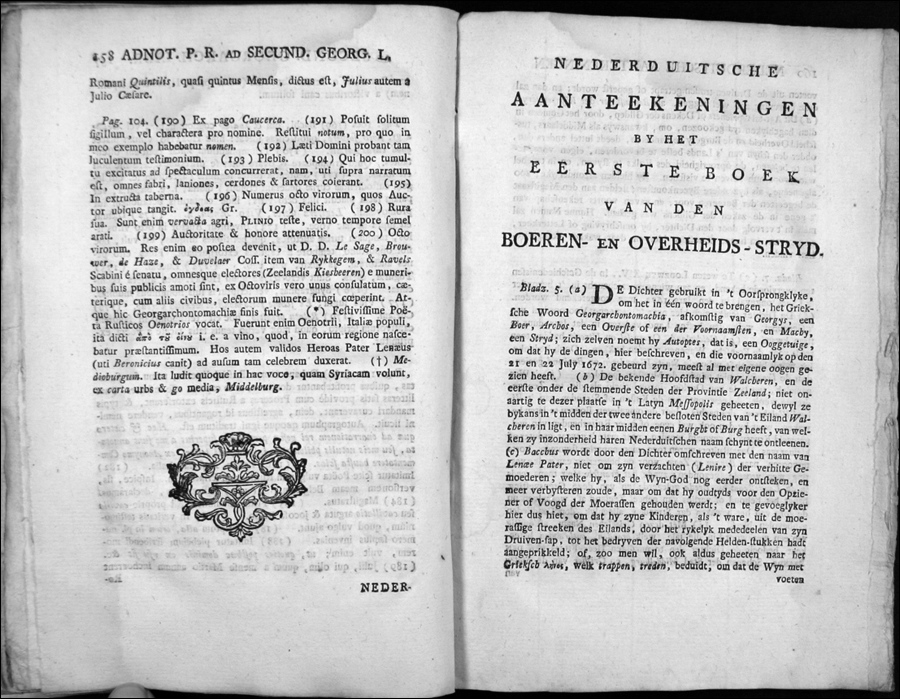 158 ADNOT. P. R. AD SECUND. GEORG. L.
Romani Quintilis, quasi quintus Mensis, dictus est, Julius autem a
Julio Cæsare.
Pag. 104. (190) Ex pago Caucerca. (191) Posuit solitum
sigillum, vel charactera pro nomine. Restitui notum, pro quo in
meo exemplo habebatur nomen. (192) Læti Domini probant tam
luculentum testimonium. (193) Plebis. (194) Qui hoc tumul-
tu excitatus ad spectaculum concurrerat, nam, uti supra narratum
est, omnes fabri, laniones, cerdones & sartores coierant. (195)
In extructa taberna. (196) Numerus octo virorum, quos Auc-
tor ubique tangit. ὀγδοας Gr. (197) Felici. (198) Rura
sua. Sunt enim vervacta agri, PLINIO teste, verno tempore semel
arati. (199) Auctoritate & honore attenuatis. (200) Octo
virorum. Res enim eo postea devenit, ut D. D. Le Sage, Brou-
wer, de Haze, & Duvelaer Coss. item van Rykkegem, & Ravels
Scabini é senatu, omnesque electores (Zeelandis Kiesheeren) e muneri-
bus suis publicis amoti sint, ex Octoviris vero unus consulatum, cæ-
terique, cum aliis civibus, electorum munere fungi cœperint. At-
que hic Georgarchontomachiæ finis fuit. (*) Festivissime Poë-
ta Rusticos Oenotrios vocat. Fuerunt enim Oenotrii, Italiæ populi,
ita dicti ἀπὸ τοῦ οἴνου i. e. a vino, quod, in eorum regione nasce-
batur præstantissimum. Hos autem validos Heroas Pater Lenæus
(uti Beronicius canit) ad ausum tam celebrem duxerat. (†) Me-
dioburgum. Ita ludit quoque in hac voce, quam Syriacam volunt,
ex carta urbs & go media, Middelburg.
NEDER-
NEDERDUITSCHE
AANTEEKENINGEN
BY HET
EERSTE BOEK
VAN DEN
BOEREN- EN OVERHEIDS-STRYD.
Bladz. 5. (a) DE Dichter gebruikt in 't Oorsprongklyke,
om het in één woord te brengen, het Griek-
sche Woord Georgarchontomachia, afkomstig van Georgys, een
Boer, Archos, een Overste of een der Voornaamsten, en Machy,
een Stryd; zich zelven noemt hy Autoptes, dat is, een Ooggetuige,
om dat hy de dingen, hier beschreven, en die voornaamlyk op den
21 en 22 July 1672. gebeurd zyn, meest al met eigene oogen ge-
zien heeft. (b) De bekende Hoofdstad van Walcheren, en de
eerste onder de stemmende Steden der Provintie Zeeland; niet on-
aartig te dezer plaatse in 't Latyn Messopolis geheeten, dewyl ze
bykans in 't midden der twee andere besloten Steden van 't Eiland Wal-
cheren in ligt, en in haar midden eenen Burght of Burg heeft, van wel-
ken zy inzonderheid haren Nederduitschen naam schynt te ontleenen.
(c) Bacchus wordt door den Dichter omschreven met den naam van
Lenæe Pater, niet om zyn verzachten (Lenire) der verhitte Ge-
moederen; welke hy, als de Wyn-God nog eerder ontsteken, en
meer verbysteren zoude, maar om dat hy oudtyds voor den Opzie-
ner of Voogd der Moerassen gehouden werdt; en te gevoeglyker
hier dus hiet, om dat hy zyne Kinderen, als 't ware, uit de moe-
rassige streeken des Eilands, door het rykelyk mededeelen van zyn
Druiven-sap, tot het bedryven der navolgende Helden-stukken hadt
aangeprikkeld; of, zoo men wil, ook aldus geheeten naar het
Grieksch λῆνος, welk trappen, treden, beduidt, om dat de Wyn met
voeten